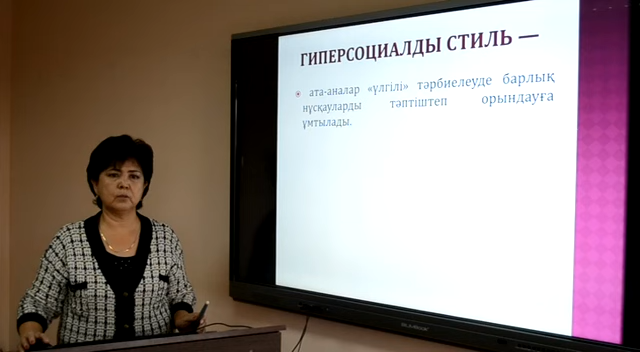 ГИПЕРСОЦИАЛДЫ СТИЛЬ —
ата-аналар «үлгілі» тәрбиелеуде барлық
нұсқауларды тәптіштеп орындауға
ұмтылады.